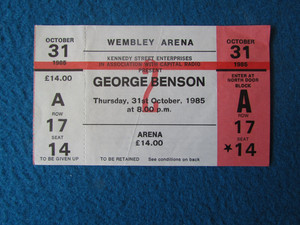 OCTOBER
31
1985
£14.00
A
ROW
17
SEAT
14
TO BE GIVEN UP
WEMBLEY ARENA
KENNEDY STREET ENTERPRISES
IN ASSOCIATION WITH CAPITAL RADIO
PRESENT
GEORGE BENSON
Thursday, 31st October, 1985
at 8.00 p.m.
7
ARENA
£14.00
TO BE RETAINED See conditions on back
OCTOBER
31
1985
ENTER AT
NORTH DOOR
BLOCK
A
ROW
17
SEAT
*14